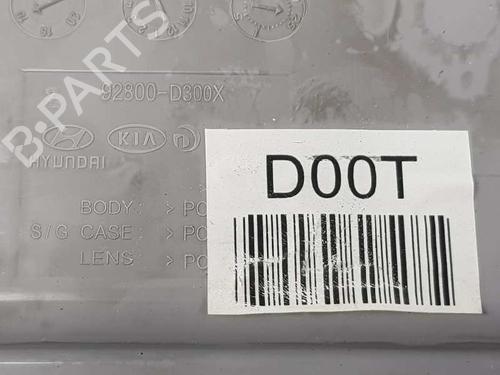 92800-D300X
HYUNDAI
KIA
BODY: >PC
S/G CASE: >PC
LENS: >PC
D00T
B-PARTS